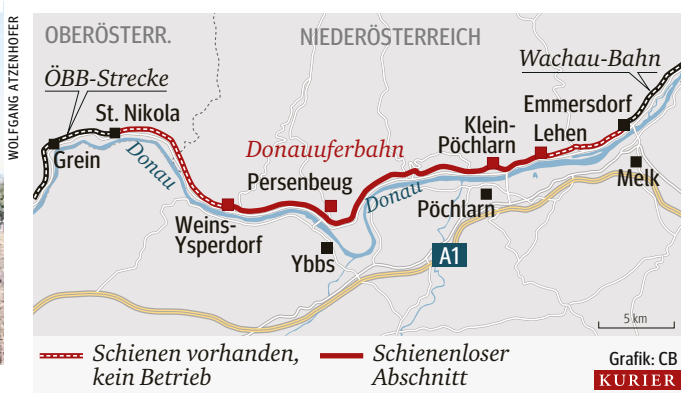 WOLFGANG ATZENHOFER
OBERÖSTERR.
NIEDERÖSTERREICH
ÖBB-Strecke
Wachau-Bahn
St. Nikola
Grein
Donau
Donauuferbahn
Klein-
Pöchlarn
Emmersdorf
Lehen
Persenbeug
Donau
Melk
Weins-
Ysperdorf
Pöchlarn
Ybbs
A1
5 km
Schienen vorhanden,
kein Betrieb
Schienenloser
Abschnitt
Grafik: CB
KURIER